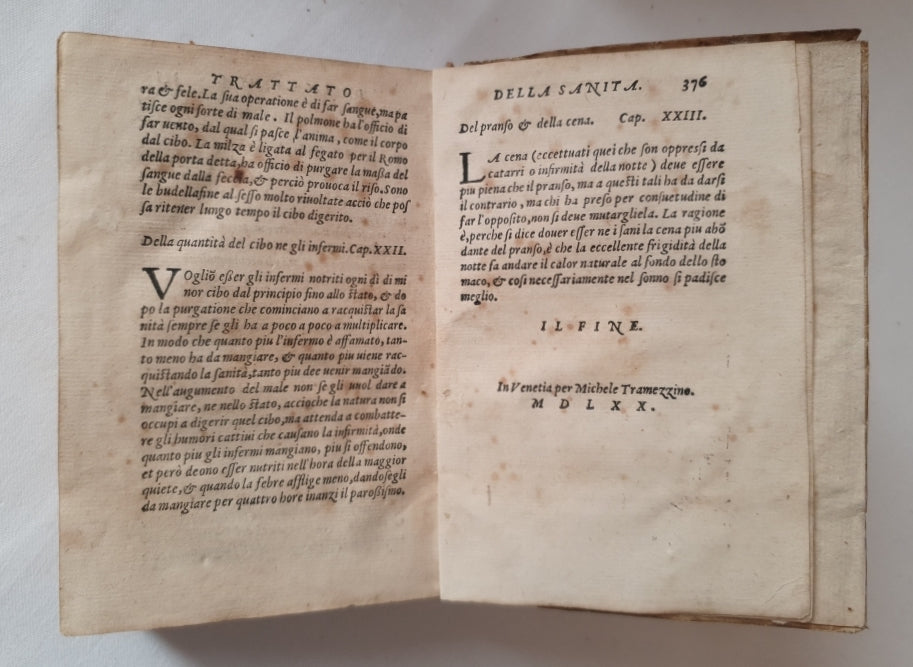 TRATTATO
ra & fele. La sua operatione è di far sangue, ma pa
tisce ogni sorte di male. Il polmone ha l'officio di
far uento, dal qual si pasce l'anima, come il corpo
dal cibo. La milza è ligata al fegato per il Romo
della porta detta, ha officio di purgare la massa del
sangue dalla feccia, & perciò prouoca il riso. Sono
le budella fine al sesso molto riuoltate acciò che pos
sa ritener lungo tempo il cibo digerito.
Della quantità del cibo ne gli infermi. Cap. XXII.
VOgliõ esser gli infermi notriti ogni dì di mi
nor cibo dal principio fino allo stato, & do
po la purgatione che cominciano a racquistar la sa
nità sempre se gli ha a poco a poco a multiplicare.
In modo che quanto piu l'infermo è affamato, tan-
to meno ha da mangiare, & quanto piu uiene rac-
quistando la sanità, tanto piu dee uenir mangiãdo.
Nell'augumento del male non se gli uuol dare a
mangiare, ne nello stato, accioche la natura non si
occupi a digerir quel cibo, ma attenda a combatte-
re gli humori cattiui che causano la infirmità, onde
quanto piu gli infermi mangiano, piu si offendono,
et però deono esser nutriti nell'hora della maggior
quiete, & quando la febre afflige meno, dandosegli
da mangiare per quattro hore inanzi il parossismo.
DELLA SANITA. 376
Del pranso & della cena. Cap. XXIII.
LA cena (eccettuati quei che son oppressi da
catarri o infirmità della notte) deue essere
piu piena che il pranso, ma a questi tali ha da darsi
il contrario, ma chi ha preso per consuetudine di
far l'opposito, non si deue mutargliela. La ragione
è, perche si dice douer esser ne i sani la cena piu abõ
dante del pranso, è che la eccellente frigidità della
notte fa andare il calor naturale al fondo dello sto
maco, & così necessariamente nel sonno si padisce
meglio.
IL FINE.
In Venetia per Michele Tramezzino.
MDLXX.